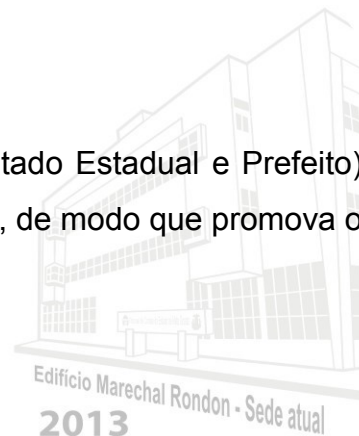 tado Estadual e Prefeito)
, de modo que promova o
Edifício Marechal Rondon - Sede atual
2013